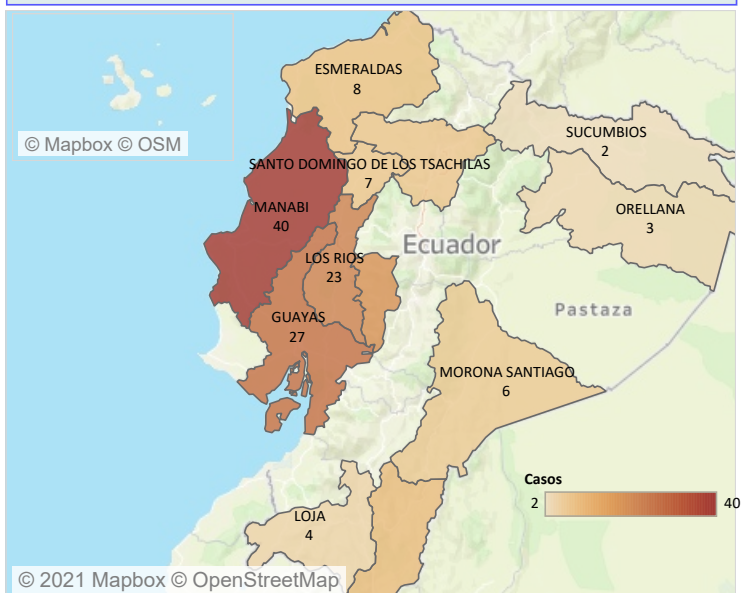 ESMERALDAS
8
© Mapbox © OSM
SUCUMBIOS
2
SANTO DOMINGO DE LOS TSACHILAS
7
MANABI
40
ORELLANA
3
Ecuador
LOS RIOS
23
Pastaza
GUAYAS
27
MORONA SANTIAGO
6
Casos
2 40
LOJA
4
© 2021 Mapbox © OpenStreetMap